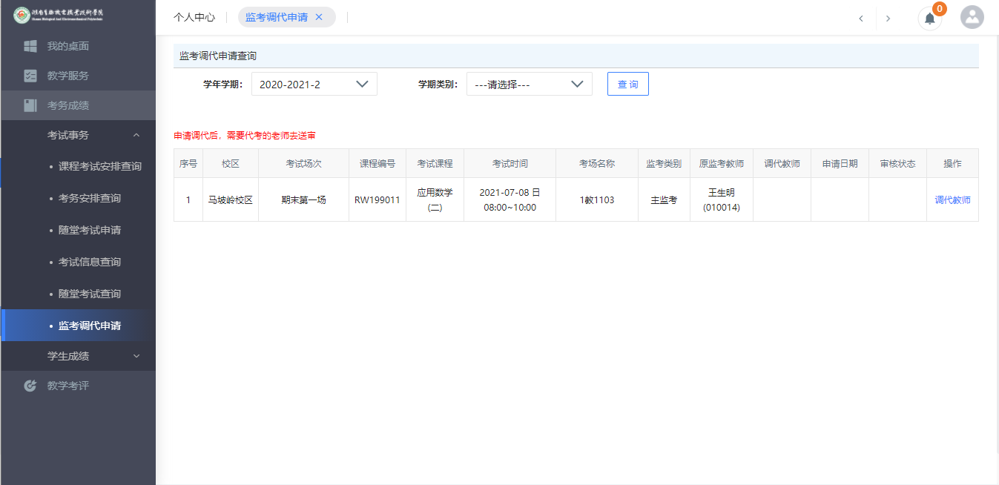 湖南生物机电职业技术学院
Hunan Biological And Electromechanical Polytechnic
我的桌面
教学服务
考务成绩
考试事务
课程考试安排查询
考务安排查询
随堂考试申请
考试信息查询
随堂考试查询
监考调代申请
学生成绩
教学考评
个人中心
监考调代申请 ×
0
监考调代申请查询
学年学期： 2020-2021-2 学期类别： ---请选择--- 查 询
申请调代后，需要代考的老师去送审
序号 校区 考试场次 课程编号 考试课程 考试时间 考场名称 监考类别 原监考教师 调代教师 申请日期 审核状态 操作
1 马坡岭校区 期末第一场 RW199011 应用数学(二) 2021-07-08 日 08:00~10:00 1教1103 主监考 王生明(010014) 调代教师